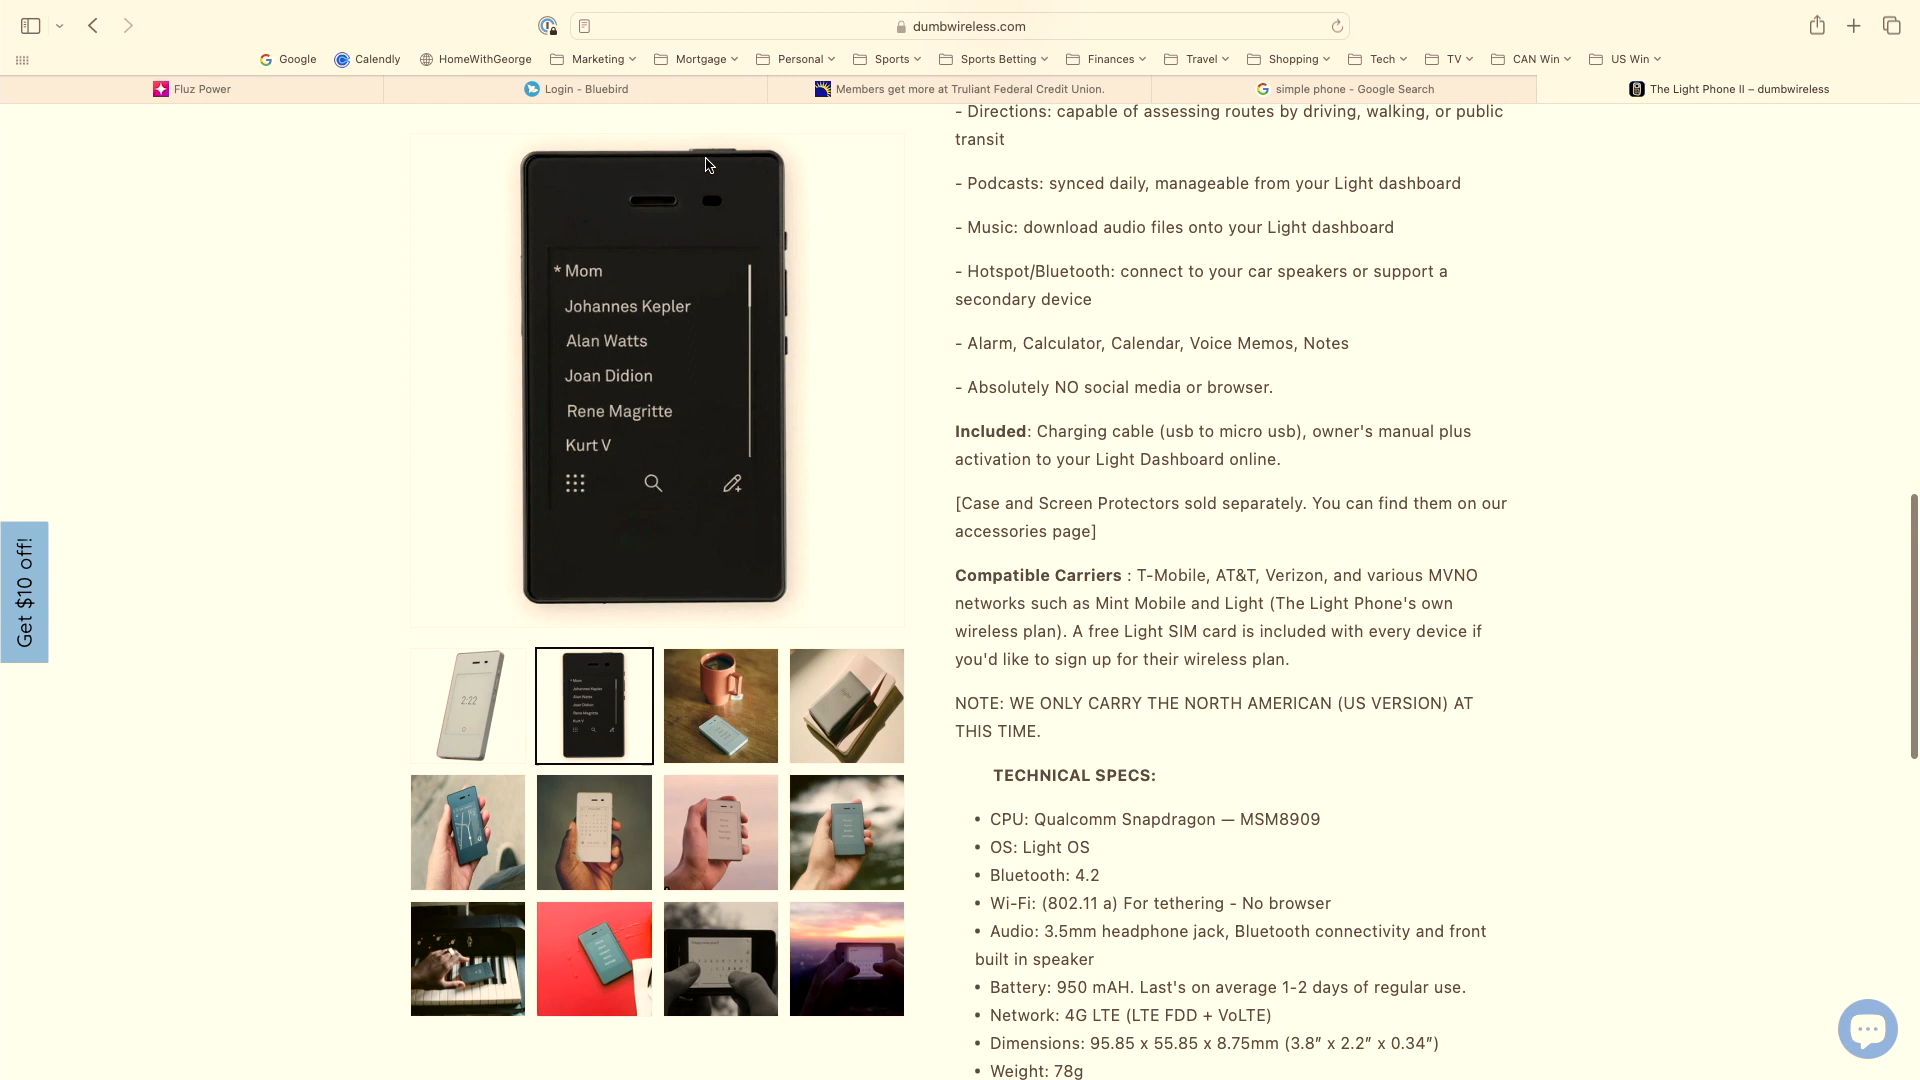 dumbwireless.com
Google
Calendly
HomeWithGeorge
Marketing
Mortgage
Personal
Sports
Sports Betting
Finances
Travel
Shopping
Tech
TV
CAN Win
US Win
Fluz Power
Login - Bluebird
Members get more at Truliant Federal Credit Union.
simple phone - Google Search
The Light Phone II – dumbwireless
* Mom
Johannes Kepler
Alan Watts
Joan Didion
Rene Magritte
Kurt V
Get $10 off!
2:22
* Mom
Johannes Kepler
Alan Watts
Joan Didion
Rene Magritte
Kurt V
- Directions: capable of assessing routes by driving, walking, or public
transit
- Podcasts: synced daily, manageable from your Light dashboard
- Music: download audio files onto your Light dashboard
- Hotspot/Bluetooth: connect to your car speakers or support a
secondary device
- Alarm, Calculator, Calendar, Voice Memos, Notes
- Absolutely NO social media or browser.
Included: Charging cable (usb to micro usb), owner's manual plus
activation to your Light Dashboard online.
[Case and Screen Protectors sold separately. You can find them on our
accessories page]
Compatible Carriers : T-Mobile, AT&T, Verizon, and various MVNO
networks such as Mint Mobile and Light (The Light Phone's own
wireless plan). A free Light SIM card is included with every device if
you'd like to sign up for their wireless plan.
NOTE: WE ONLY CARRY THE NORTH AMERICAN (US VERSION) AT
THIS TIME.
TECHNICAL SPECS:
• CPU: Qualcomm Snapdragon — MSM8909
• OS: Light OS
• Bluetooth: 4.2
• Wi-Fi: (802.11 a) For tethering - No browser
• Audio: 3.5mm headphone jack, Bluetooth connectivity and front
built in speaker
• Battery: 950 mAH. Last's on average 1-2 days of regular use.
• Network: 4G LTE (LTE FDD + VoLTE)
• Dimensions: 95.85 x 55.85 x 8.75mm (3.8” x 2.2” x 0.34”)
• Weight: 78g